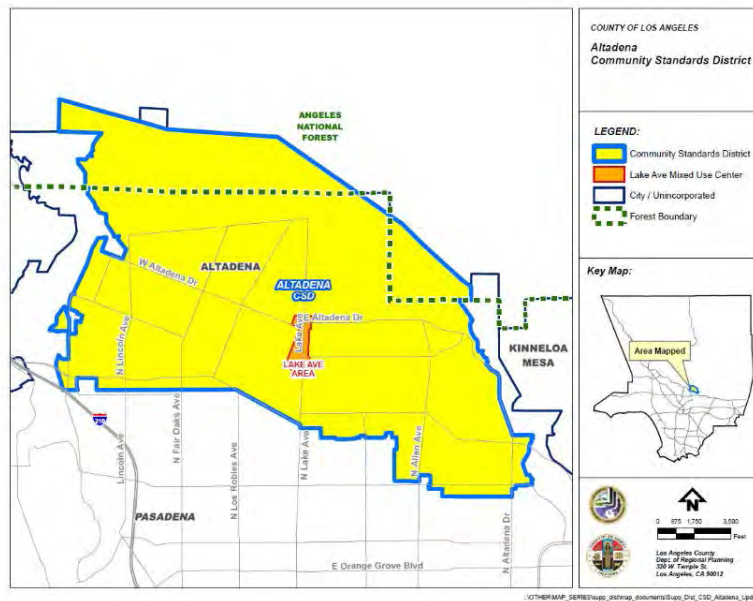 COUNTY OF LOS ANGELES
Altadena
Community Standards District
LEGEND:
Community Standards District
Lake Ave Mixed Use Center
City / Unincorporated
Forest Boundary
Key Map:
Area Mapped
0 875 1,750 3,500
Feet
Los Angeles County
Dept. of Regional Planning
320 W. Temple St.
Los Angeles, CA 90012
ANGELES
NATIONAL
FOREST
W Altadena Dr
ALTADENA
ALTADENA
CSD
E Altadena Dr
Lake Ave
LAKE AVE
AREA
KINNELOA
MESA
N Lincoln Ave
Lincoln Ave
N Fair Oaks Ave
N Los Robles Ave
N Lake Ave
N Allen Ave
N Altadena Dr
210
PASADENA
E Orange Grove Blvd